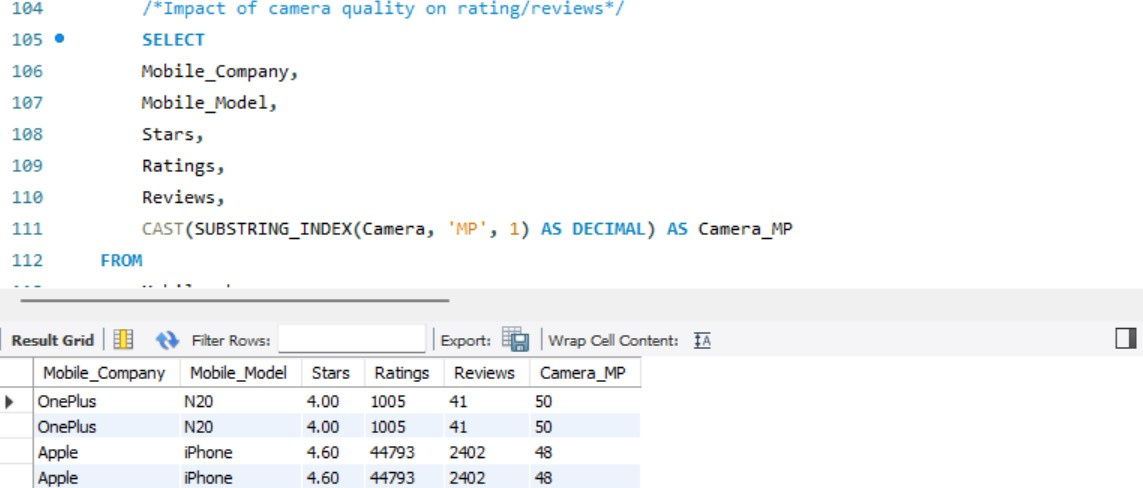 104 /*Impact of camera quality on rating/reviews*/
105 SELECT
106 Mobile_Company,
107 Mobile_Model,
108 Stars,
109 Ratings,
110 Reviews,
111 CAST(SUBSTRING_INDEX(Camera, 'MP', 1) AS DECIMAL) AS Camera_MP
112 FROM
Result Grid Filter Rows: Export: Wrap Cell Content: IA
Mobile_Company Mobile_Model Stars Ratings Reviews Camera_MP
OnePlus N20 4.00 1005 41 50
OnePlus N20 4.00 1005 41 50
Apple iPhone 4.60 44793 2402 48
Apple iPhone 4.60 44793 2402 48